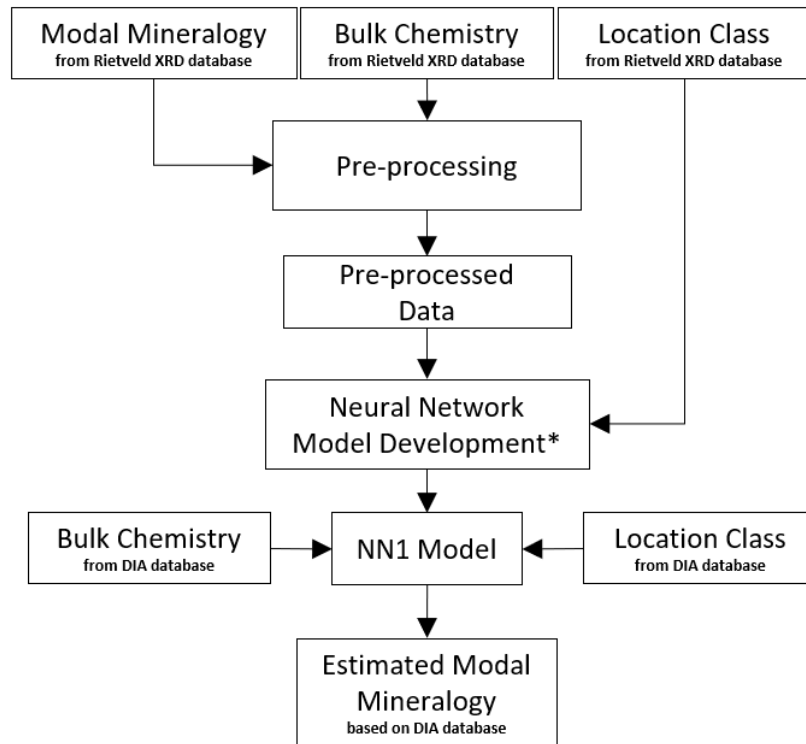 Modal Mineralogy
from Rietveld XRD database
Bulk Chemistry
from Rietveld XRD database
Location Class
from Rietveld XRD database
Pre-processing
Pre-processed
Data
Neural Network
Model Development*
Bulk Chemistry
from DIA database
NN1 Model
Location Class
from DIA database
Estimated Modal
Mineralogy
based on DIA database